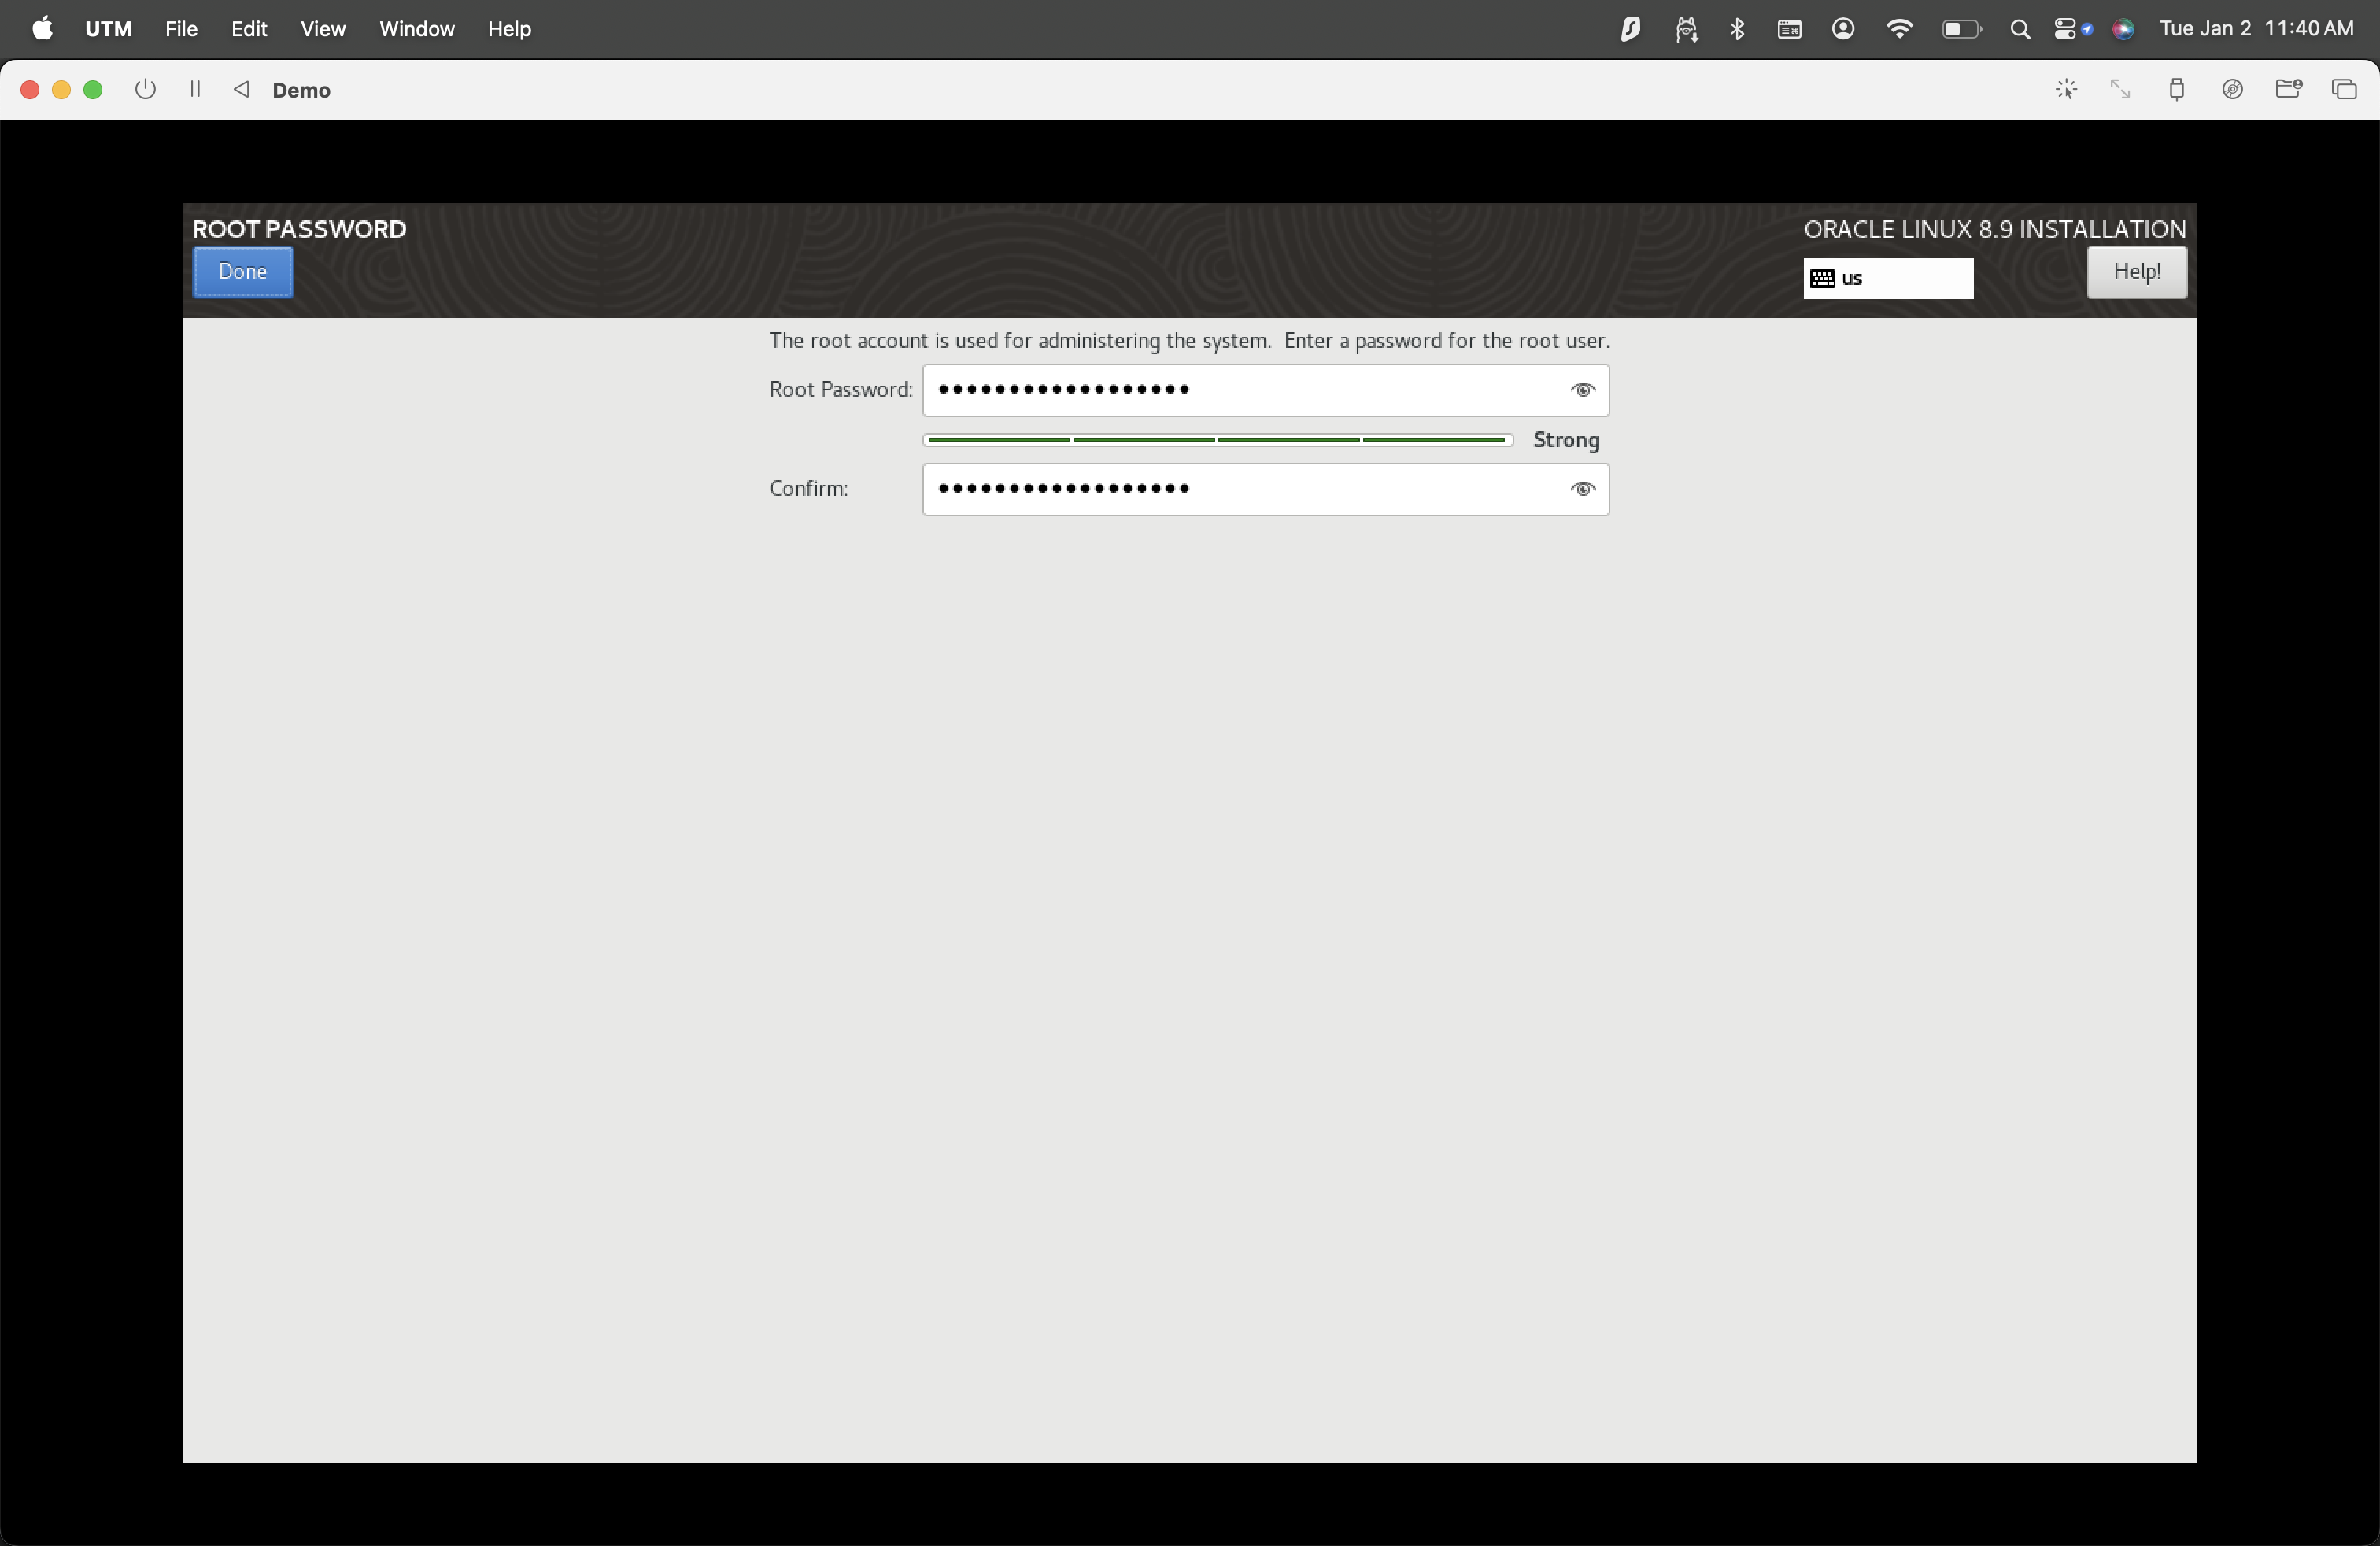 UTM File Edit View Window Help Tue Jan 2 11:40 AM
Demo
ROOT PASSWORD ORACLE LINUX 8.9 INSTALLATION
Done us Help!
The root account is used for administering the system. Enter a password for the root user.
Root Password: ••••••••••••••••••
Strong
Confirm: ••••••••••••••••••